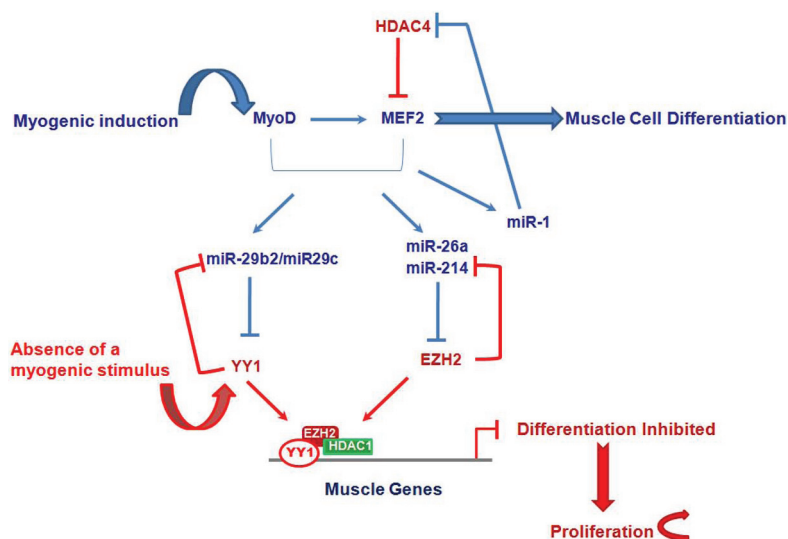 HDAC4
Myogenic induction
MyoD
MEF2
Muscle Cell Differentiation
miR-1
miR-29b2/miR29c
miR-26a
miR-214
Absence of a
myogenic stimulus
YY1
EZH2
EZH2
HDAC1
YY1
Muscle Genes
Differentiation Inhibited
Proliferation